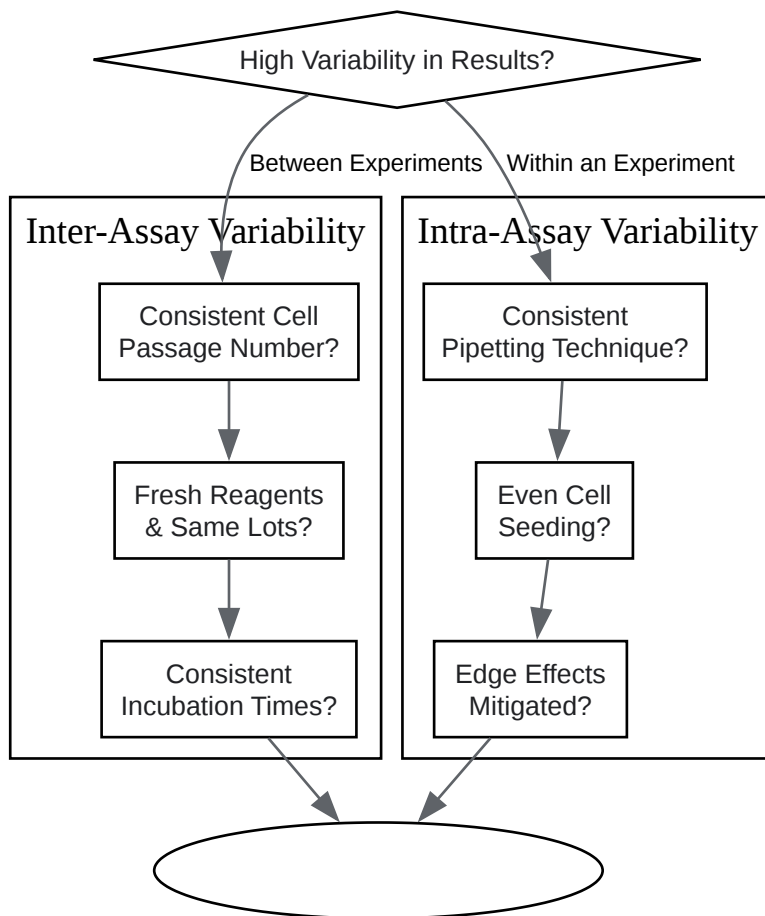 High Variability in Results?
Between Experiments
Within an Experiment
Inter-Assay Variability
Consistent Cell
Passage Number?
Fresh Reagents
& Same Lots?
Consistent
Incubation Times?
Intra-Assay Variability
Consistent
Pipetting Technique?
Even Cell
Seeding?
Edge Effects
Mitigated?